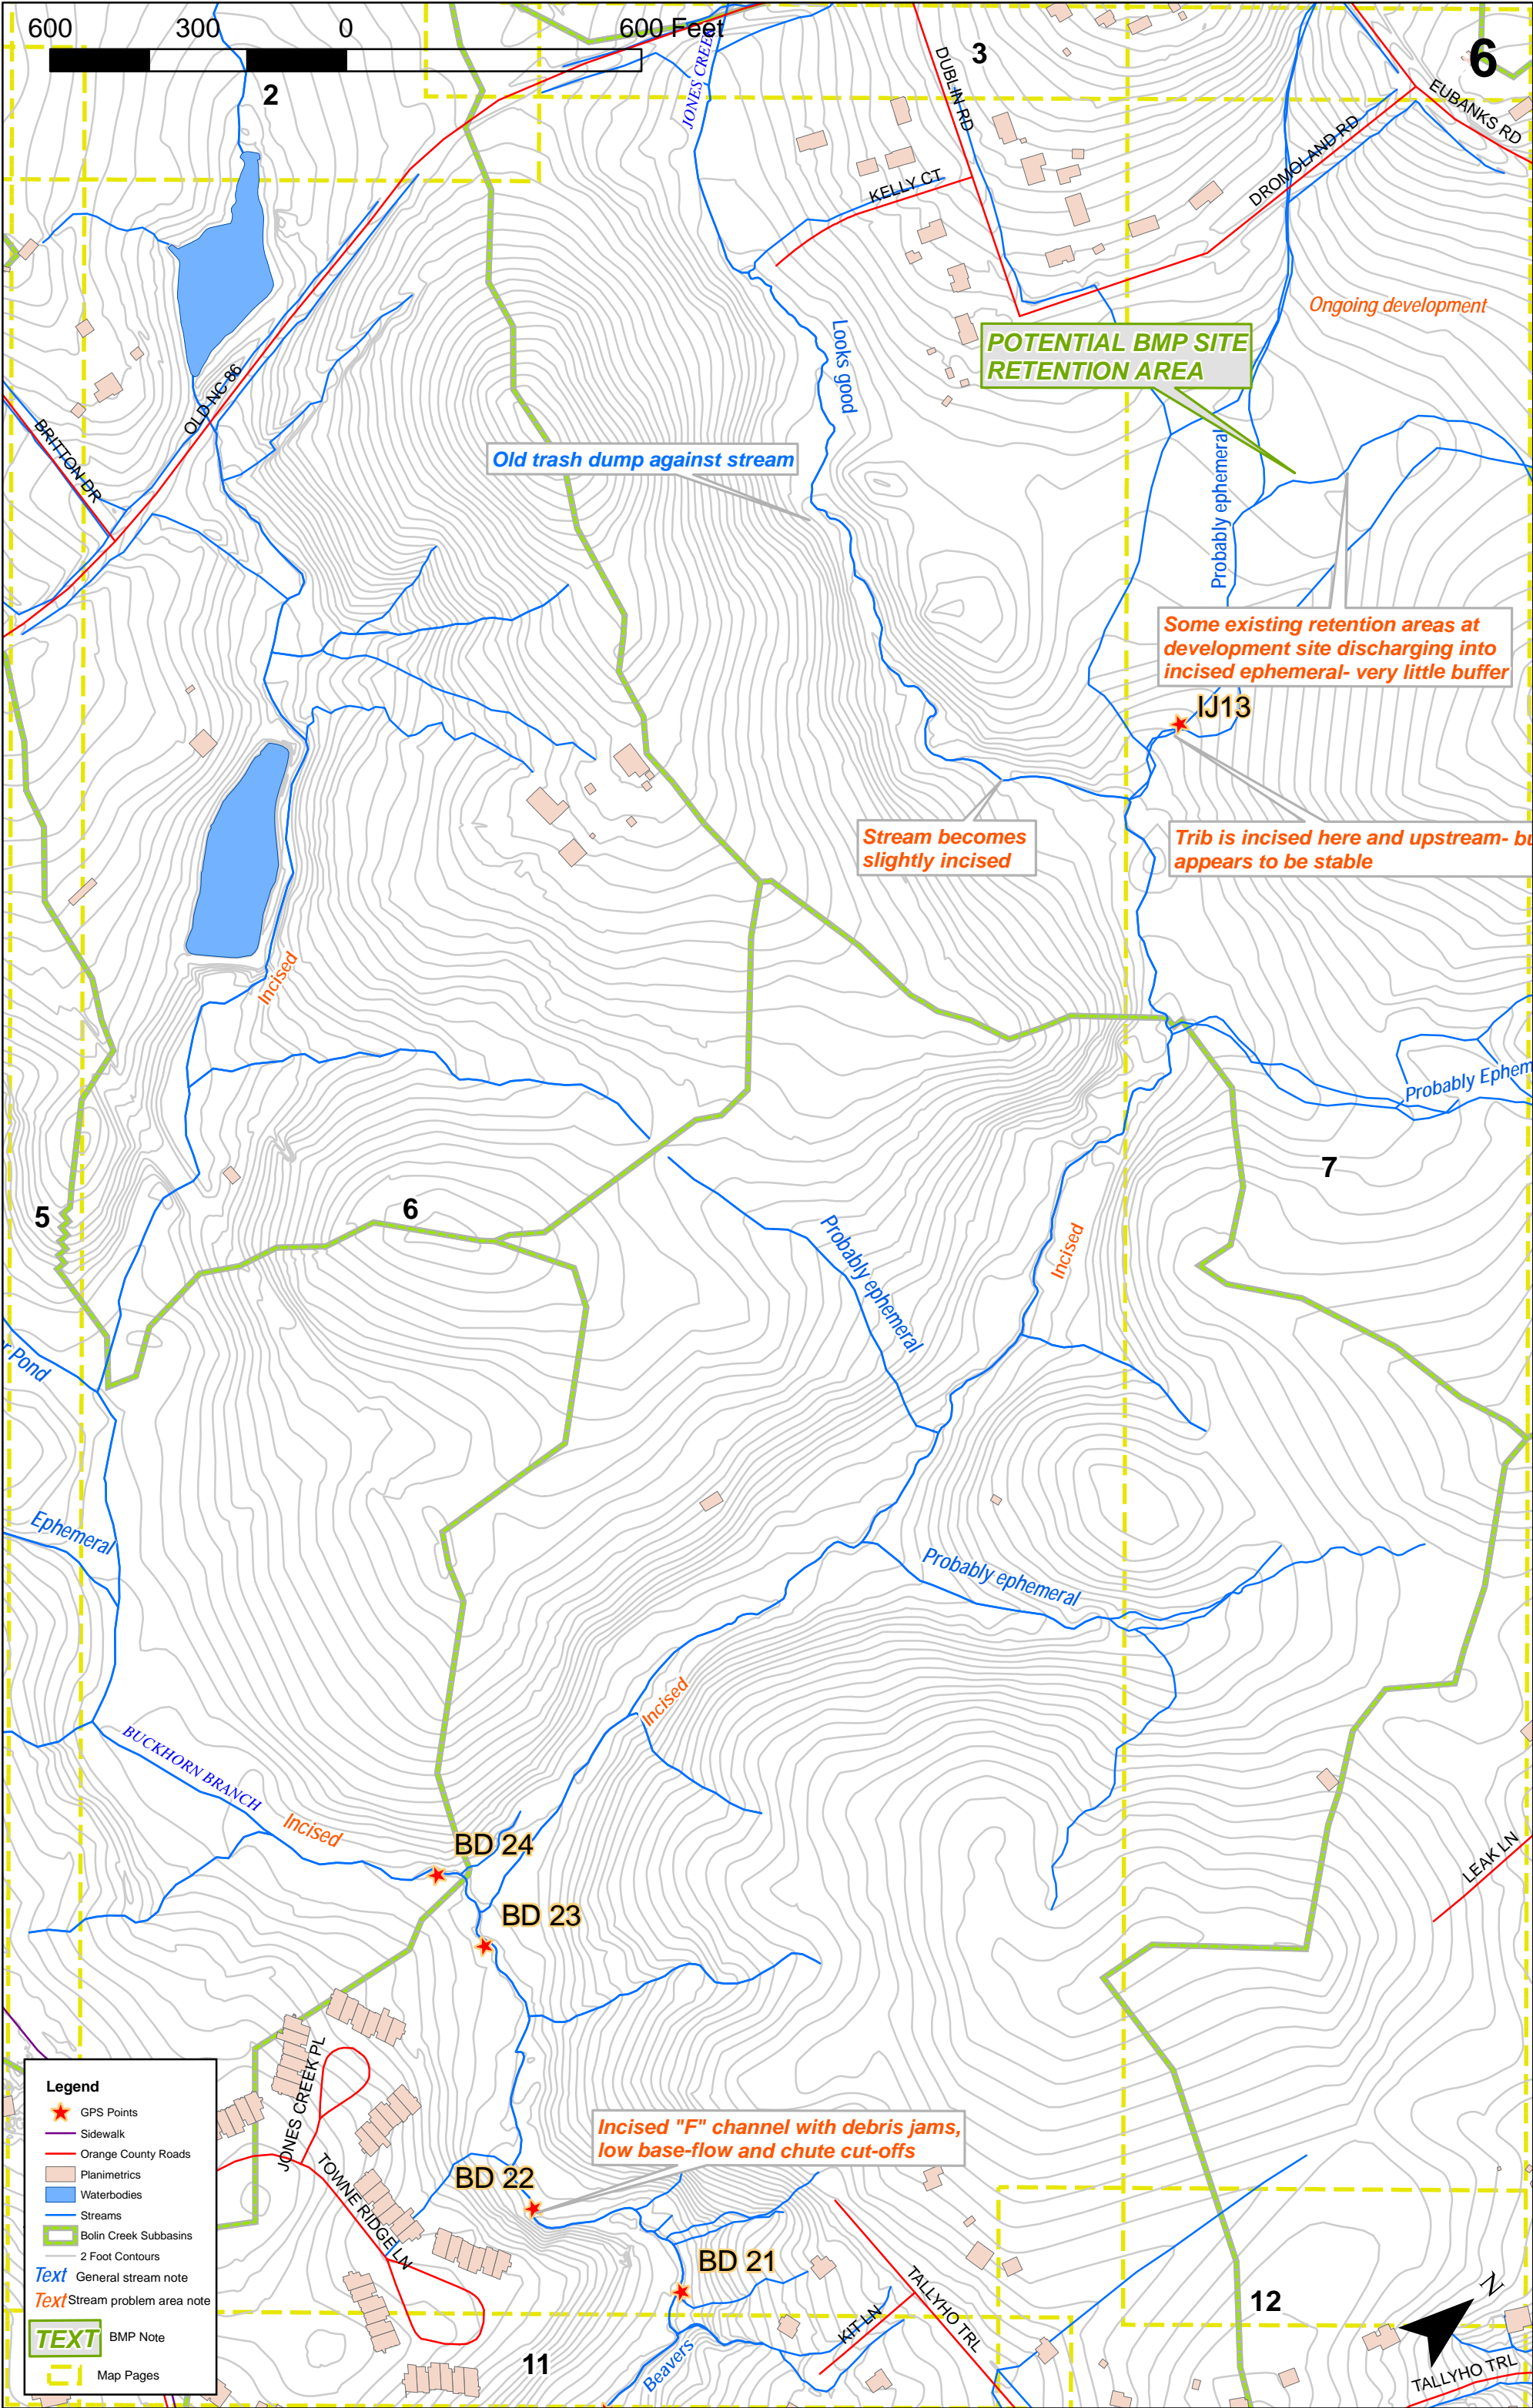 600 300 0 600 Feet
2
3
6
JONES CREEK
DUBLIN RD
EUBANKS RD
DROMOLAND RD
KELLY CT
Ongoing development
Looks good
POTENTIAL BMP SITE
RETENTION AREA
OLD NC 86
BRITTON DR
Old trash dump against stream
Probably ephemeral
Some existing retention areas at
development site discharging into
incised ephemeral- very little buffer
IJ13
Stream becomes
slightly incised
Trib is incised here and upstream-
appears to be stable
Incised
Probably Ephem
7
5
6
Probably ephemeral
Incised
r Pond
Ephemeral
Probably ephemeral
Incised
BUCKHORN BRANCH
Incised
BD 24
LEAK LN
BD 23
JONES CREEK PL
TOWNE RIDGE LN
Incised "F" channel with debris jams,
low base-flow and chute cut-offs
BD 22
BD 21
TALLYHO TRL
KIT LN
12
N
11
Beavers
TALLYHO TRL
Legend
GPS Points
Sidewalk
Orange County Roads
Planimetrics
Waterbodies
Streams
Bolin Creek Subbasins
2 Foot Contours
Text General stream note
Text Stream problem area note
TEXT BMP Note
Map Pages